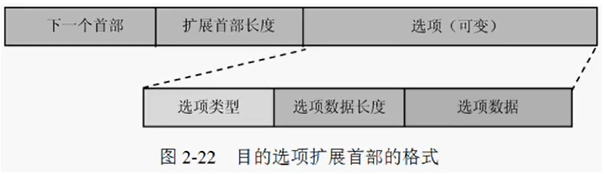 下一个首部 扩展首部长度 选项（可变）
选项类型 选项数据长度 选项数据
图 2-22 目的选项扩展首部的格式